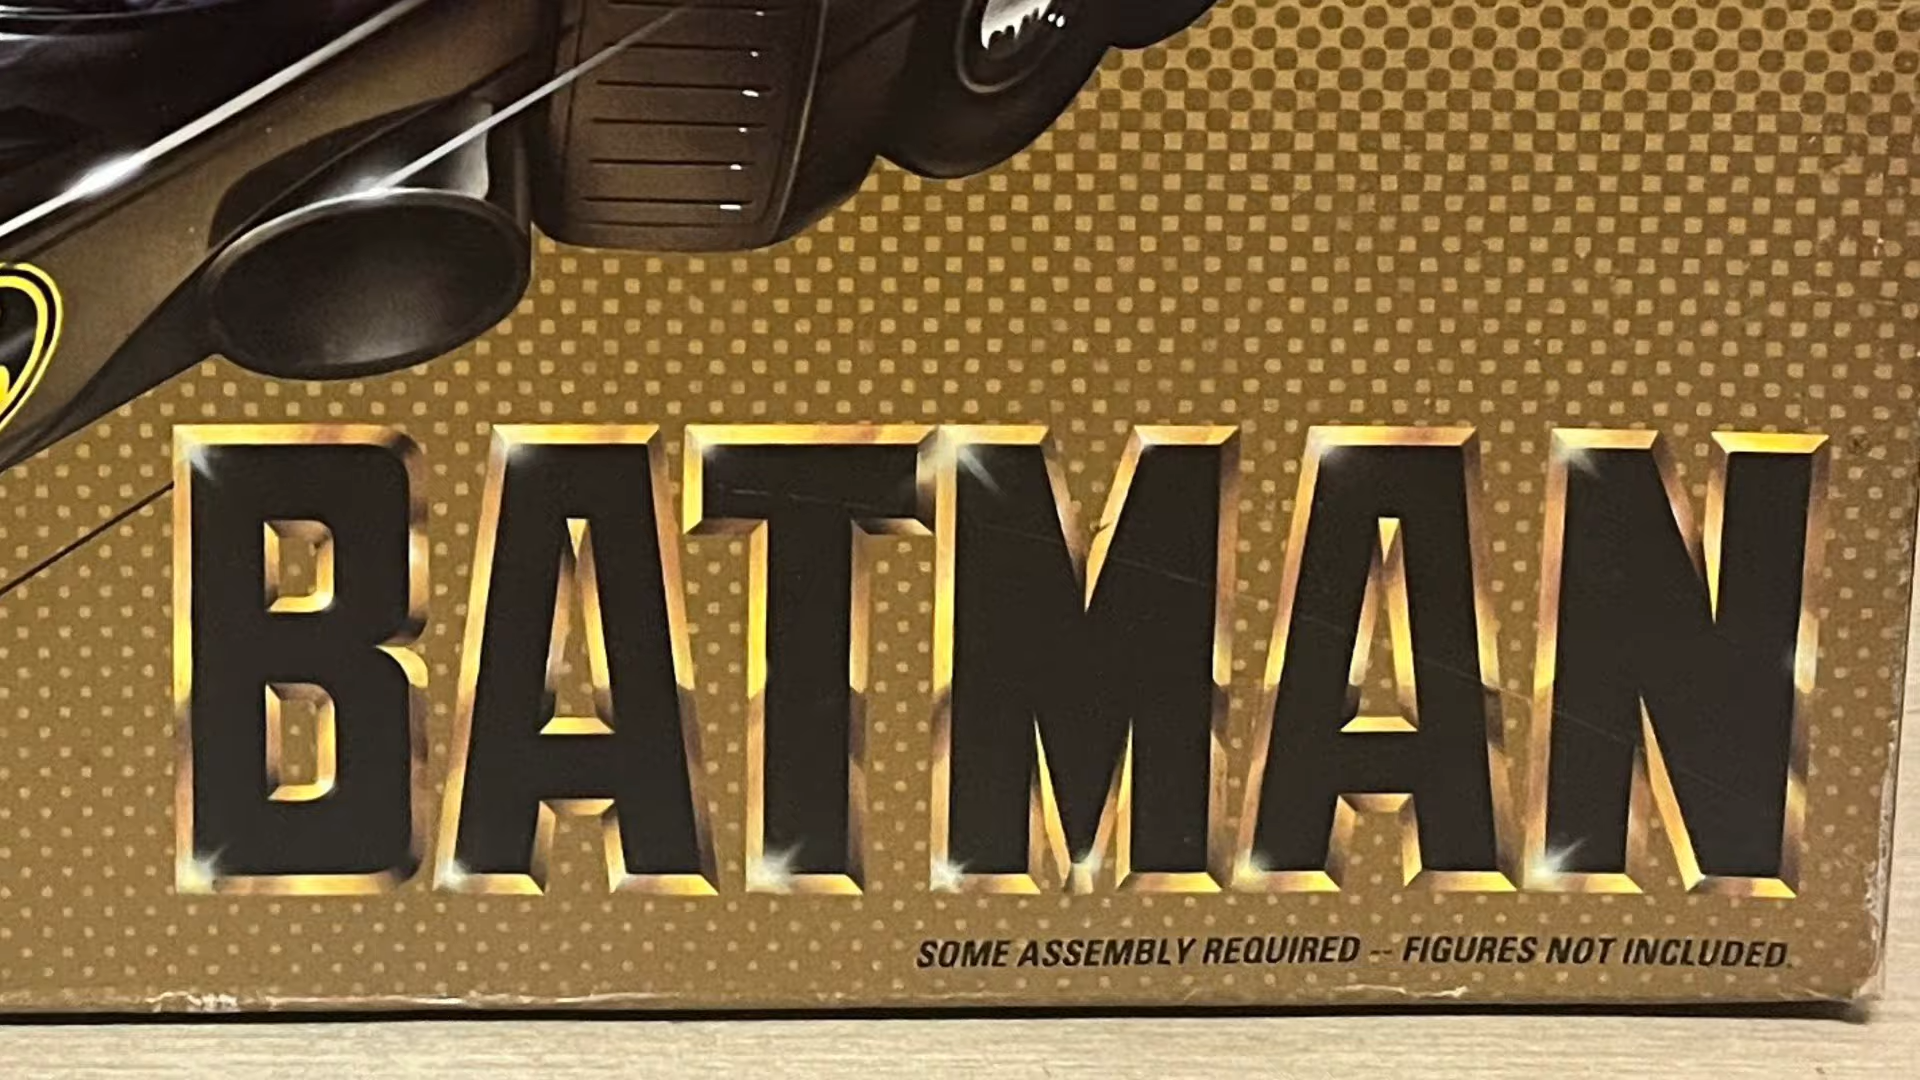 BATMAN
SOME ASSEMBLY REQUIRED -- FIGURES NOT INCLUDED.